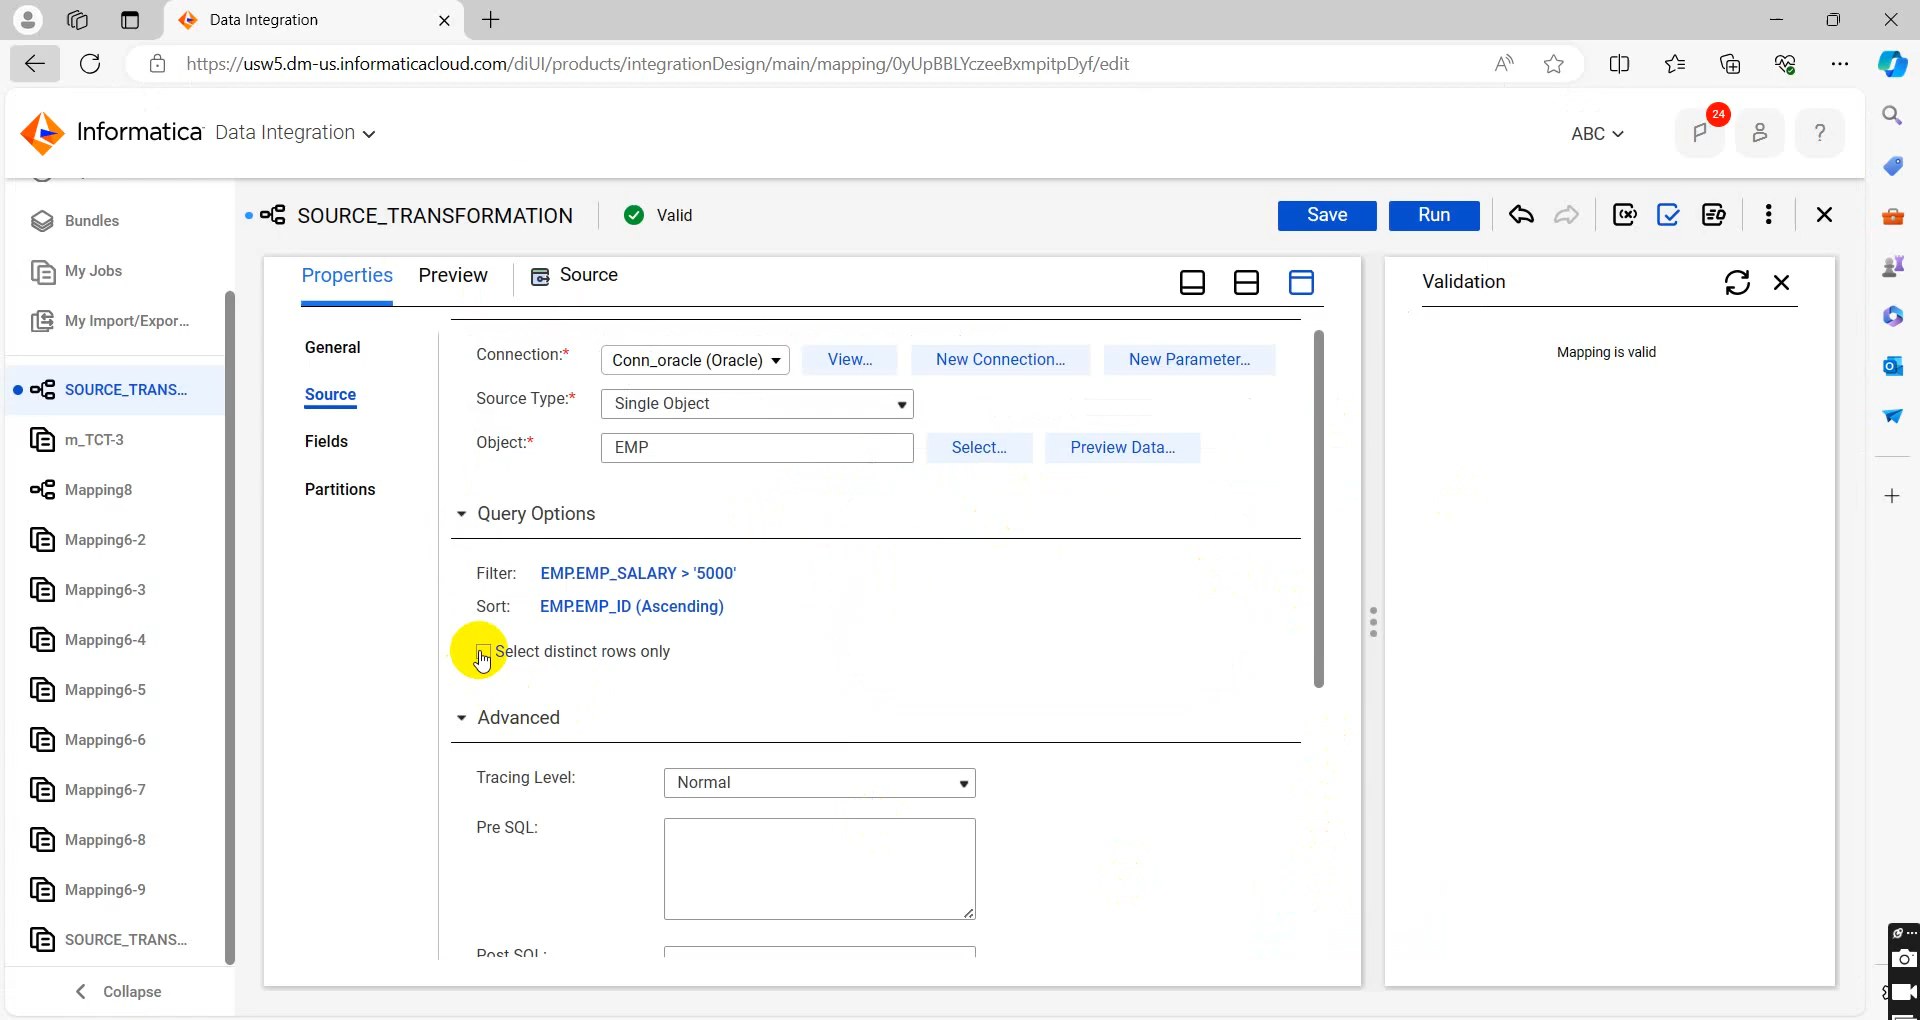 Data Integration
https://usw5.dm-us.informaticacloud.com/diUI/products/integrationDesign/main/mapping/0yUpBBLYczeeBxmpitpDyf/edit
Informatica Data Integration
ABC
24
?
Bundles
My Jobs
My Import/Expor...
SOURCE_TRANS...
m_TCT-3
Mapping8
Mapping6-2
Mapping6-3
Mapping6-4
Mapping6-5
Mapping6-6
Mapping6-7
Mapping6-8
Mapping6-9
SOURCE_TRANS...
Collapse
SOURCE_TRANSFORMATION
Valid
Save
Run
Properties
Preview
Source
General
Source
Fields
Partitions
Connection:*
Conn_oracle (Oracle)
View...
New Connection...
New Parameter...
Source Type:*
Single Object
Object:*
EMP
Select...
Preview Data...
Query Options
Filter: EMP.EMP_SALARY > '5000'
Sort: EMP.EMP_ID (Ascending)
Select distinct rows only
Advanced
Tracing Level:
Normal
Pre SQL:
Post SQL:
Validation
Mapping is valid